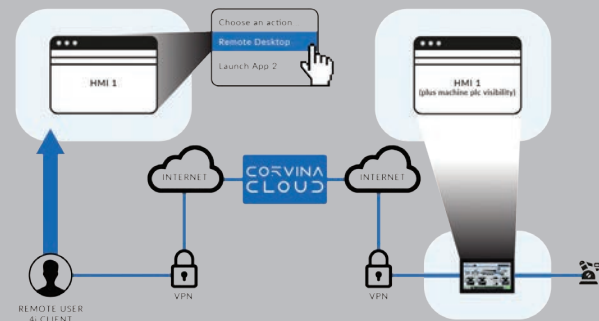 Choose an action
Remote Desktop
Launch App 2
HMI 1
HMI 1
(plus machine plc visibility)
INTERNET
CORVINA
CLOUD
INTERNET
VPN
VPN
REMOTE USER
4: CLIENT